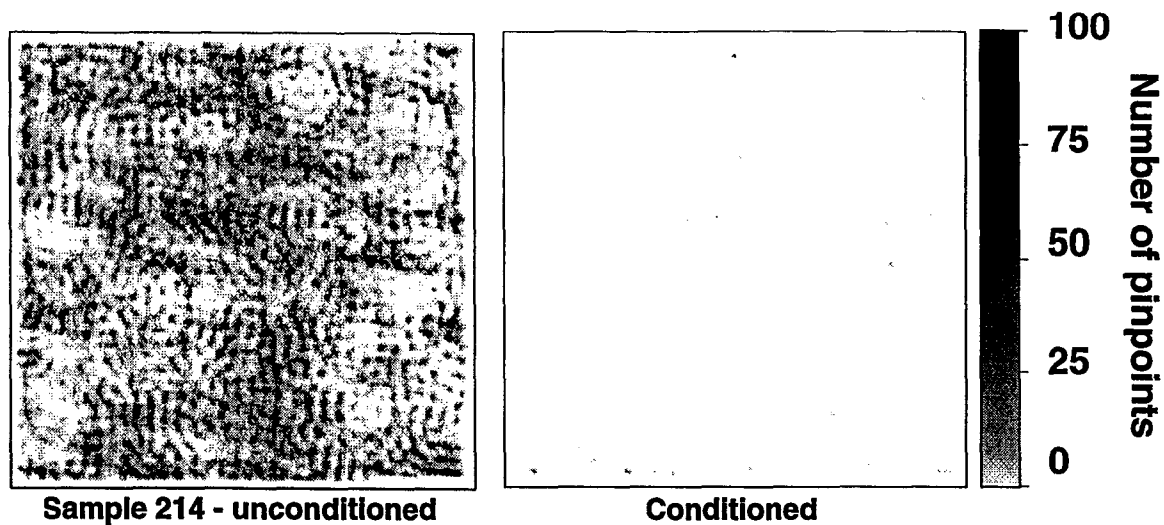 Sample 214 - unconditioned
Conditioned
100
75
50
25
0
Number of pinpoints